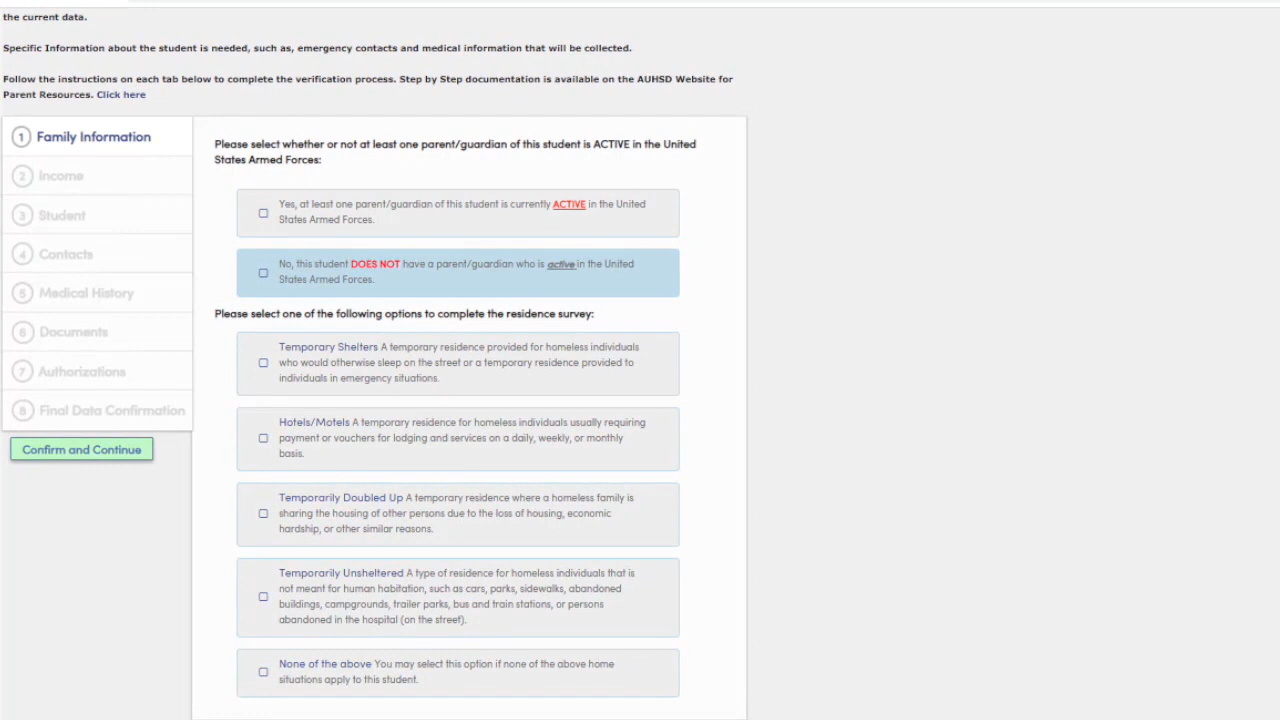 the current data.
Specific Information about the student is needed, such as, emergency contacts and medical information that will be collected.
Follow the instructions on each tab below to complete the verification process. Step by Step documentation is available on the AUHSD Website for
Parent Resources. Click here
1 Family Information
2 Income
3 Student
4 Contacts
5 Medical History
6 Documents
7 Authorizations
8 Final Data Confirmation
Confirm and Continue
Please select whether or not at least one parent/guardian of this student is ACTIVE in the United
States Armed Forces:
Yes, at least one parent/guardian of this student is currently ACTIVE in the United
States Armed Forces.
No, this student DOES NOT have a parent/guardian who is active in the United
States Armed Forces.
Please select one of the following options to complete the residence survey:
Temporary Shelters A temporary residence provided for homeless individuals
who would otherwise sleep on the street or a temporary residence provided to
individuals in emergency situations.
Hotels/Motels A temporary residence for homeless individuals usually requiring
payment or vouchers for lodging and services on a daily, weekly, or monthly
basis.
Temporarily Doubled Up A temporary residence where a homeless family is
sharing the housing of other persons due to the loss of housing, economic
hardship, or other similar reasons.
Temporarily Unsheltered A type of residence for homeless individuals that is
not meant for human habitation, such as cars, parks, sidewalks, abandoned
buildings, campgrounds, trailer parks, bus and train stations, or persons
abandoned in the hospital (on the street).
None of the above You may select this option if none of the above home
situations apply to this student.